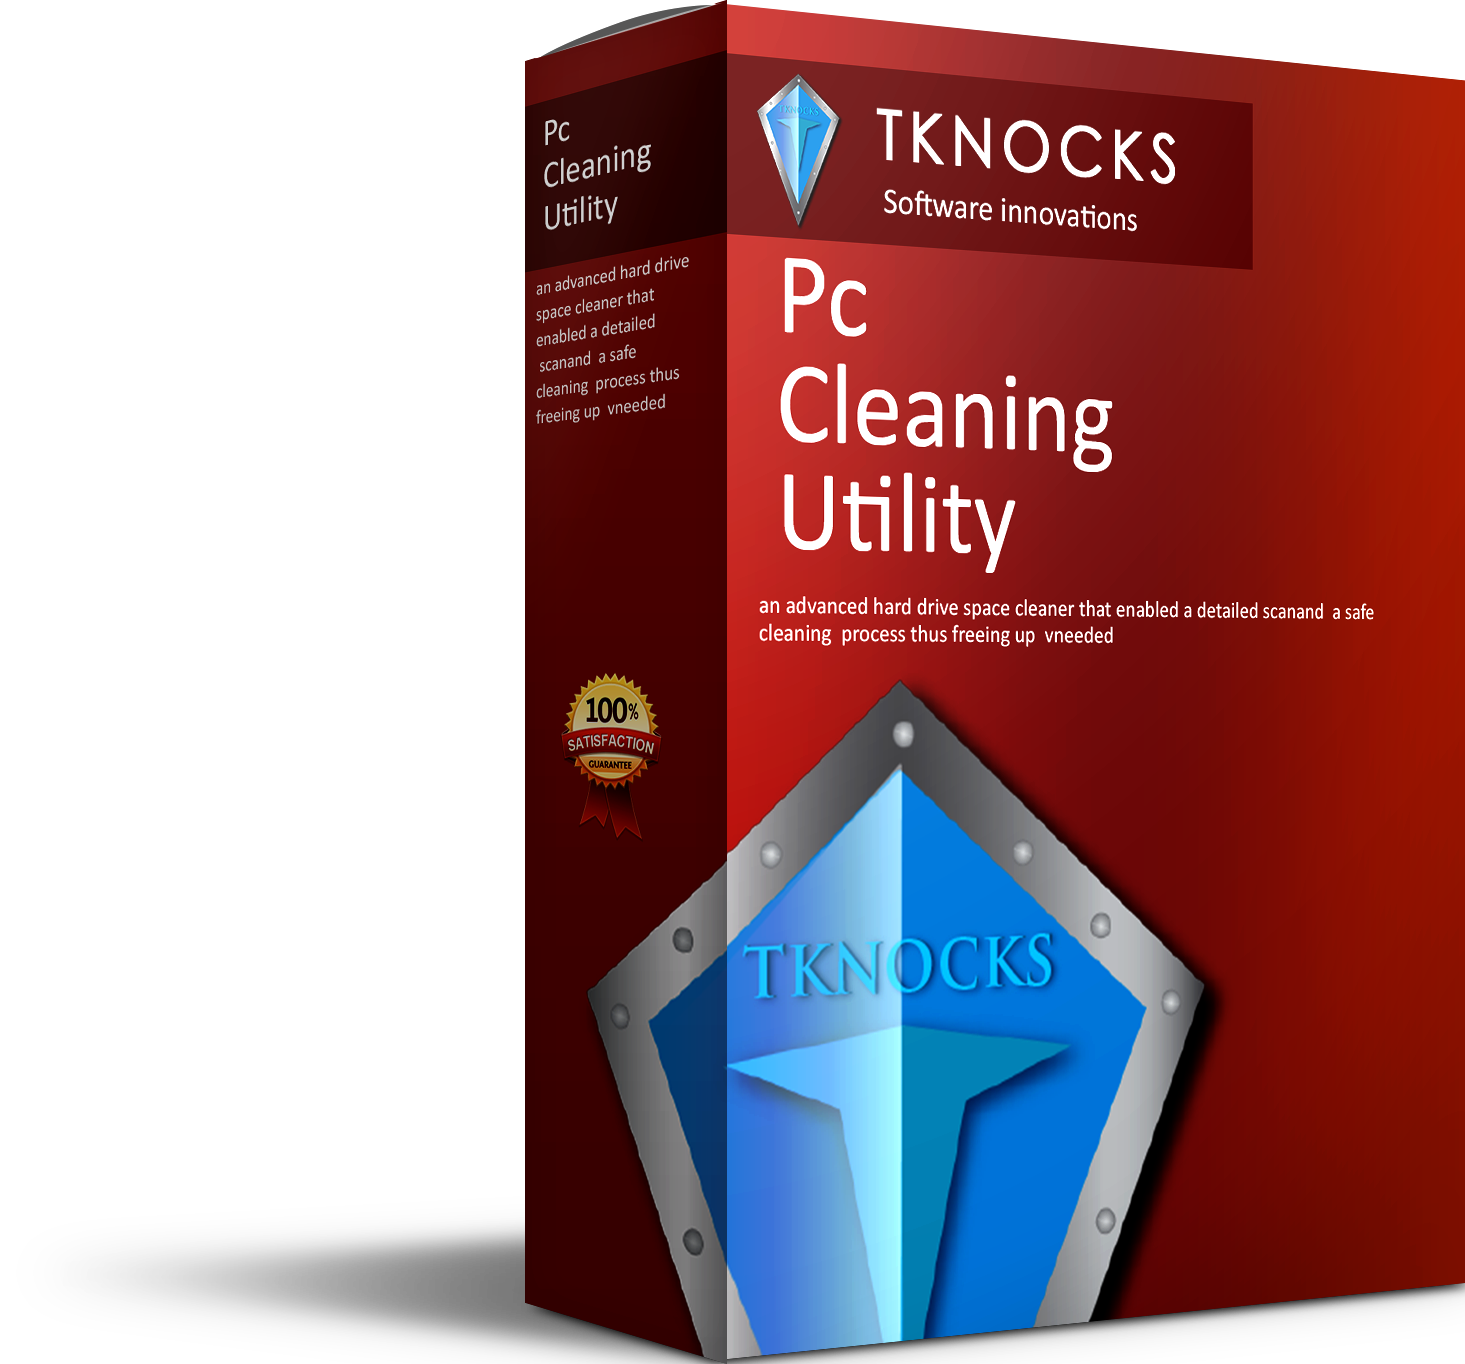 Pc
Cleaning
Utility
an advanced hard drive
space cleaner that
enabled a detailed
scanand a safe
cleaning process thus
freeing up vneeded
100%
SATISFACTION
GUARANTEE
TKNOCKS
TKNOCKS
Software innovations
Pc
Cleaning
Utility
an advanced hard drive space cleaner that enabled a detailed scanand a safe
cleaning process thus freeing up vneeded
TKNOCKS